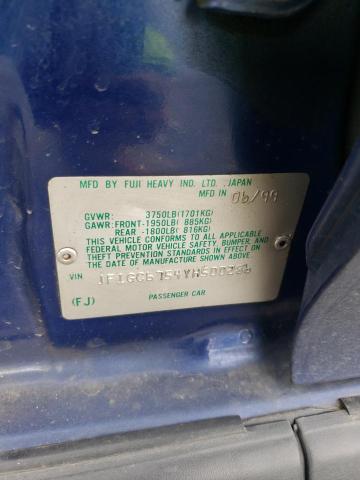 MFD BY FUJI HEAVY IND. LTD., JAPAN
MFD IN 06/99
GVWR: 3750LB(1701KG)
GAWR:FRONT-1950LB( 885KG)
REAR -1800LB( 816KG)
THIS VEHICLE CONFORMS TO ALL APPLICABLE
FEDERAL MOTOR VEHICLE SAFETY, BUMPER, AND
THEFT PREVENTION STANDARDS IN EFFECT ON
THE DATE OF MANUFACTURE SHOWN ABOVE.
VIN
(FJ) PASSENGER CAR